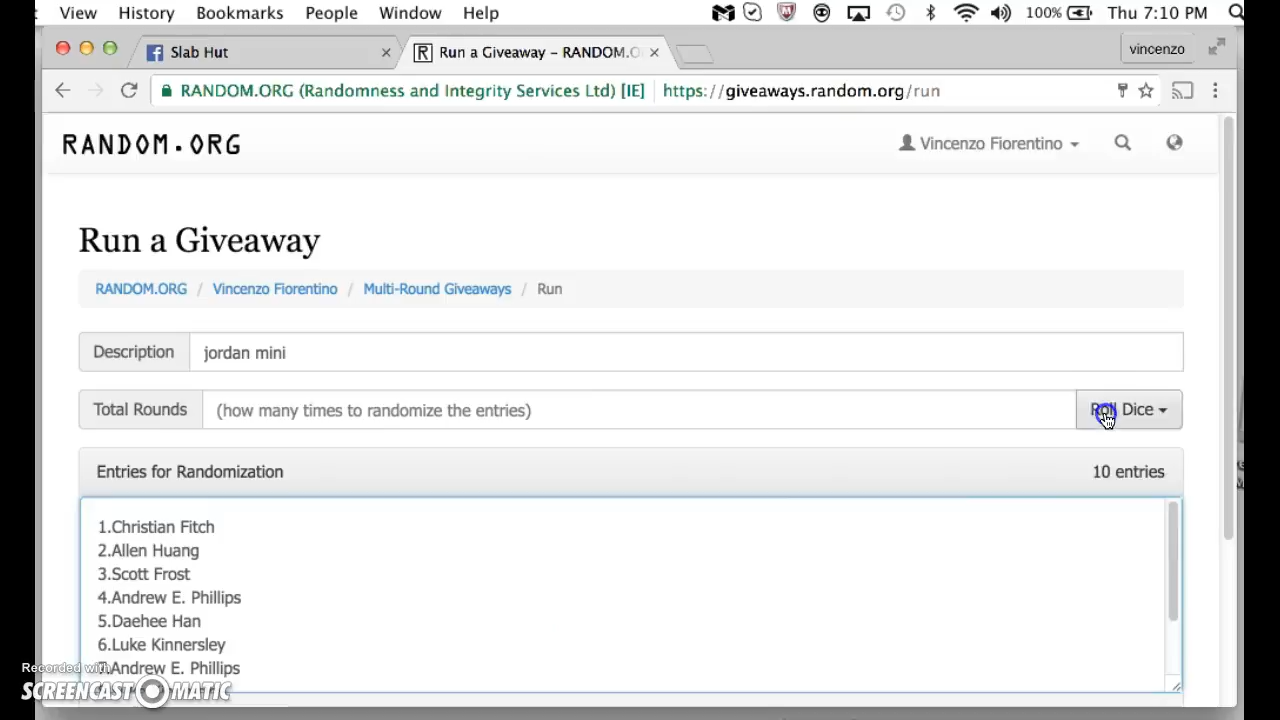 View History Bookmarks People Window Help 100% Thu 7:10 PM
Slab Hut Run a Giveaway – RANDOM.O vincenzo
RANDOM.ORG (Randomness and Integrity Services Ltd) [IE] https://giveaways.random.org/run
RANDOM.ORG Vincenzo Fiorentino
Run a Giveaway
RANDOM.ORG / Vincenzo Fiorentino / Multi-Round Giveaways / Run
Description jordan mini
Total Rounds (how many times to randomize the entries) Roll Dice
Entries for Randomization 10 entries
1.Christian Fitch
2.Allen Huang
3.Scott Frost
4.Andrew E. Phillips
5.Daehee Han
6.Luke Kinnersley
7.Andrew E. Phillips
Recorded with
SCREENCAST-O-MATIC